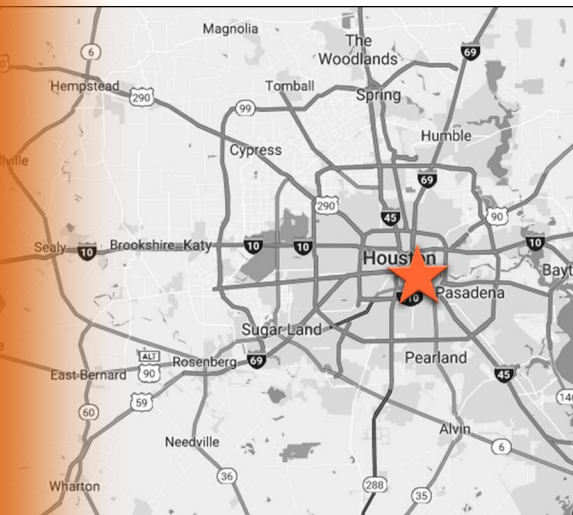 Magnolia
The
Woodlands
6
69
Hempstead
290
Tomball
Spring
99
Humble
Cypress
69
290
45
90
Sealy
10
Brookshire
Katy
10
10
10
Houston
10
Pasadena
Sugar Land
ALT
90
Rosenberg
69
Pearland
East Bernard
45
59
60
Alvin
Needville
6
36
288
35
Wharton